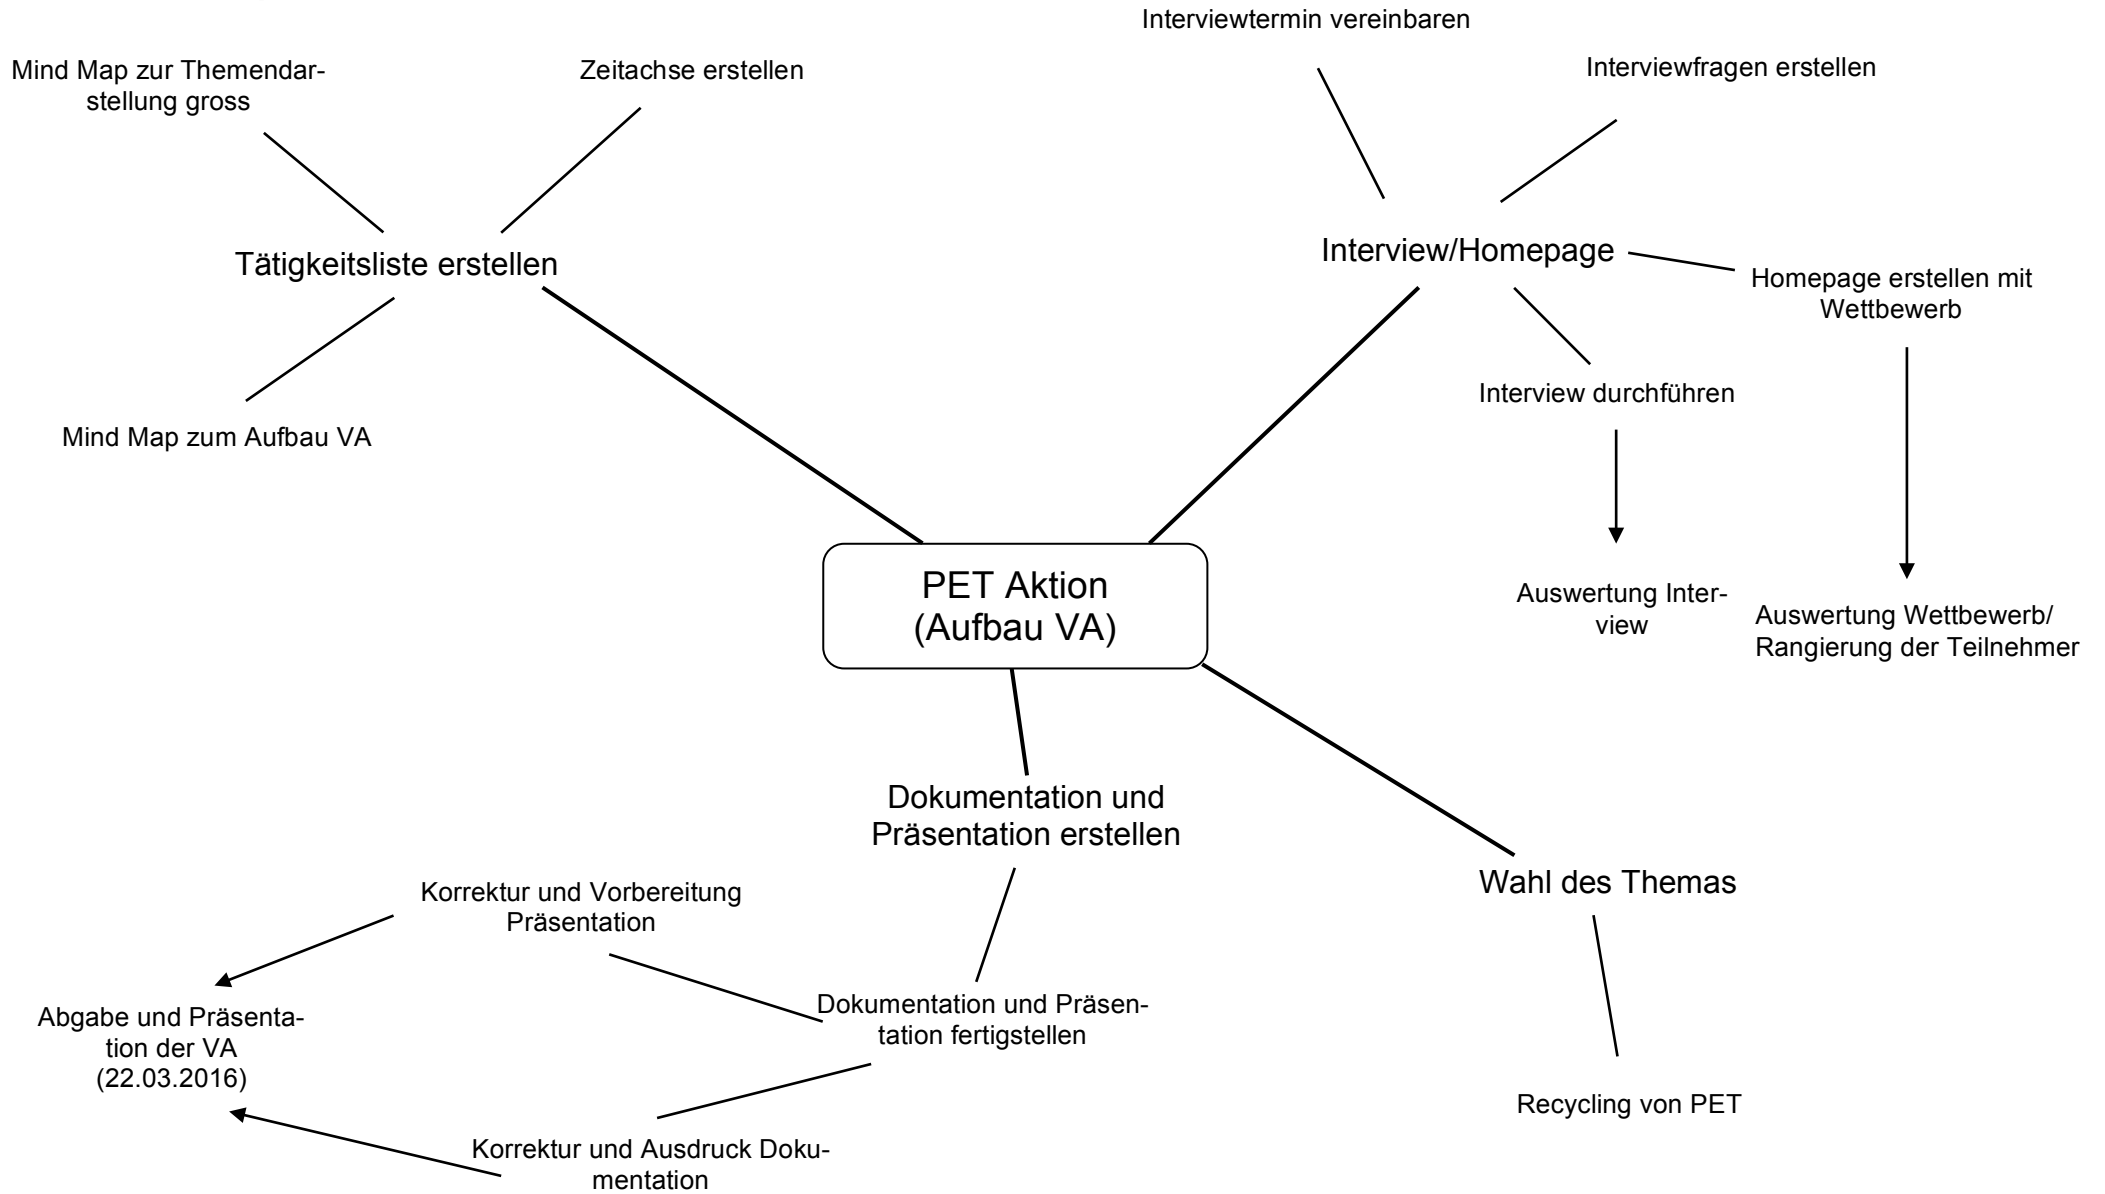 Interviewtermin vereinbaren
Mind Map zur Themendar-
stellung gross
Zeitachse erstellen
Interviewfragen erstellen
Tätigkeitsliste erstellen
Interview/Homepage
Homepage erstellen mit
Wettbewerb
Interview durchführen
Mind Map zum Aufbau VA
PET Aktion
(Aufbau VA)
Auswertung Inter-
view
Auswertung Wettbewerb/
Rangierung der Teilnehmer
Dokumentation und
Präsentation erstellen
Wahl des Themas
Korrektur und Vorbereitung
Präsentation
Dokumentation und Präsen-
tation fertigstellen
Abgabe und Präsenta-
tion der VA
(22.03.2016)
Recycling von PET
Korrektur und Ausdruck Doku-
mentation